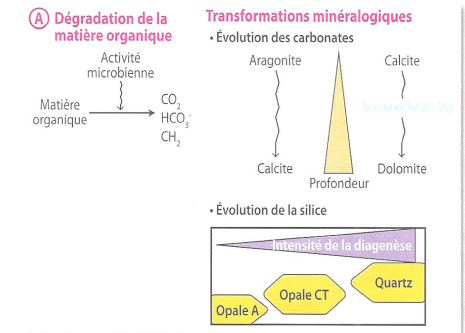 A Dégradation de la
matière organique
Activité
microbienne
Matière
organique
CO2
HCO3-
CH2
Transformations minéralogiques
• Évolution des carbonates
Aragonite
Calcite
Calcite
Dolomite
Profondeur
• Évolution de la silice
Intensité de la diagenèse
Opale A
Opale CT
Quartz